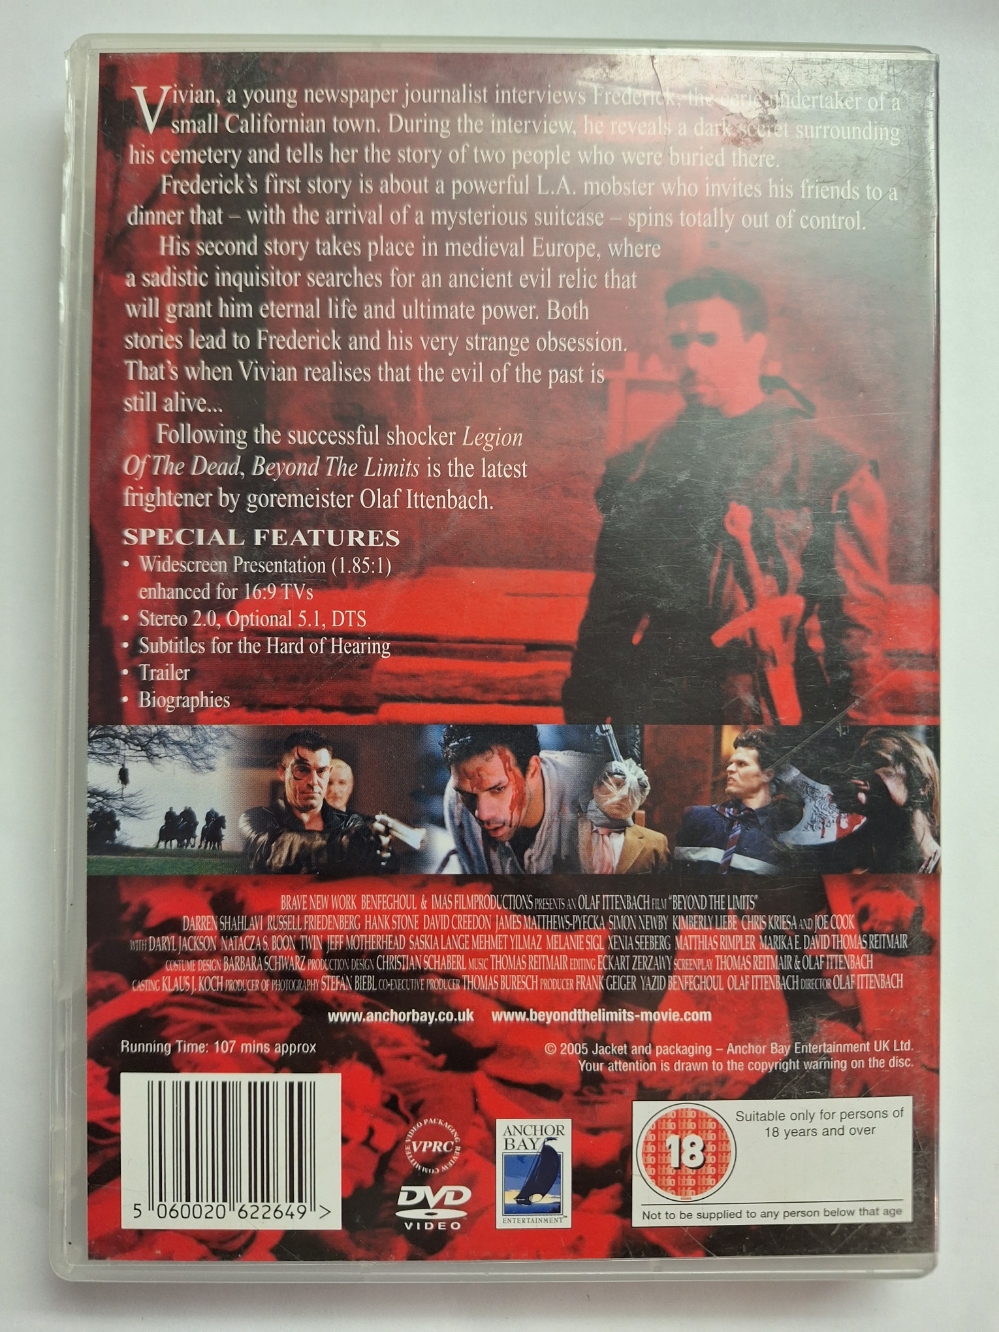 Vivian, a young newspaper journalist interviews Frederick, the eerie undertaker of a
small Californian town. During the interview, he reveals a dark secret surrounding
his cemetery and tells her the story of two people who were buried there.
Frederick's first story is about a powerful L.A. mobster who invites his friends to a
dinner that – with the arrival of a mysterious suitcase – spins totally out of control.
His second story takes place in medieval Europe, where
a sadistic inquisitor searches for an ancient evil relic that
will grant him eternal life and ultimate power. Both
stories lead to Frederick and his very strange obsession.
That's when Vivian realises that the evil of the past is
still alive...
Following the successful shocker Legion
Of The Dead, Beyond The Limits is the latest
frightener by goremeister Olaf Ittenbach.
SPECIAL FEATURES
• Widescreen Presentation (1.85:1)
enhanced for 16:9 TVs
• Stereo 2.0, Optional 5.1, DTS
• Subtitles for the Hard of Hearing
• Trailer
• Biographies
BRAVE NEW WORK BENFEGHOUL & IMAS FILMPRODUCTIONS PRESENTS AN OLAF ITTENBACH FILM "BEYOND THE LIMITS"
DARREN SHAHLAVI RUSSELL FRIEDENBERG HANK STONE DAVID CREEDON JAMES MATTHEWS-PYECKA SIMON NEWBY KIMBERLY LIEBE CHRIS KRIESA AND JOE COOK
WITH DARYL JACKSON NATACZA S. BOON TWIN JEFF MOTHERHEAD SASKIA LANGE MEHMET YILMAZ MELANIE SIGL XENIA SEEBERG MATTHIAS RIMPLER MARIKA E. DAVID THOMAS REITMAIR
COSTUME DESIGN BARBARA SCHWARZ PRODUCTION DESIGN CHRISTIAN SCHABERL MUSIC THOMAS REITMAIR EDITING ECKART ZERZAWY SCREENPLAY THOMAS REITMAIR & OLAF ITTENBACH
CASTING KLAUS J. KOCH PRODUCER OF PHOTOGRAPHY STEFAN BIEBL CO-EXECUTIVE PRODUCER THOMAS BURESCH PRODUCER FRANK GEIGER YAZID BENFEGHOUL OLAF ITTENBACH DIRECTOR OLAF ITTENBACH
www.anchorbay.co.uk www.beyondthelimits-movie.com
Running Time: 107 mins approx
© 2005 Jacket and packaging – Anchor Bay Entertainment UK Ltd.
Your attention is drawn to the copyright warning on the disc.
5 060020 622649 >
VIDEO PACKAGING REVIEW COMMITTEE
VPRC
DVD
VIDEO
ANCHOR
BAY
ENTERTAINMENT
18
Suitable only for persons of
18 years and over
Not to be supplied to any person below that age